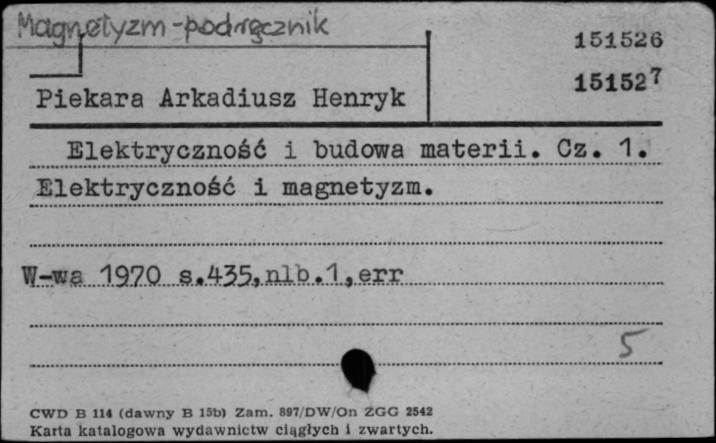 Magnetyzm-podręcznik
151526
151527
Piekara Arkadiusz Henryk
Elektryczność i budowa materii. Cz. 1.
Elektryczność i magnetyzm.
W-wa 1970 s.435,nlb.1,err
5
CWD B 114 (dawny B 15b) Zam. 897/DW/On ZGG 2542
Karta katalogowa wydawnictw ciągłych i zwartych.